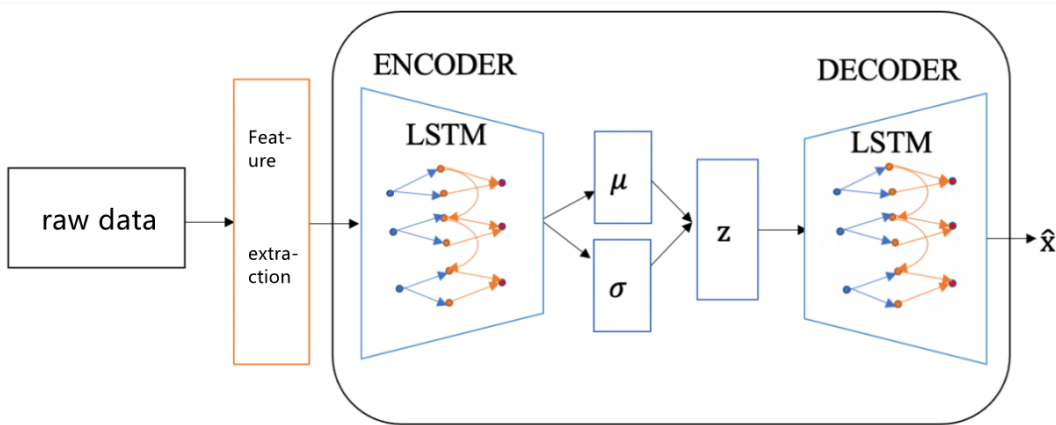 raw data
Feat-
ure
extra-
ction
ENCODER
LSTM
μ
σ
z
DECODER
LSTM
x̂